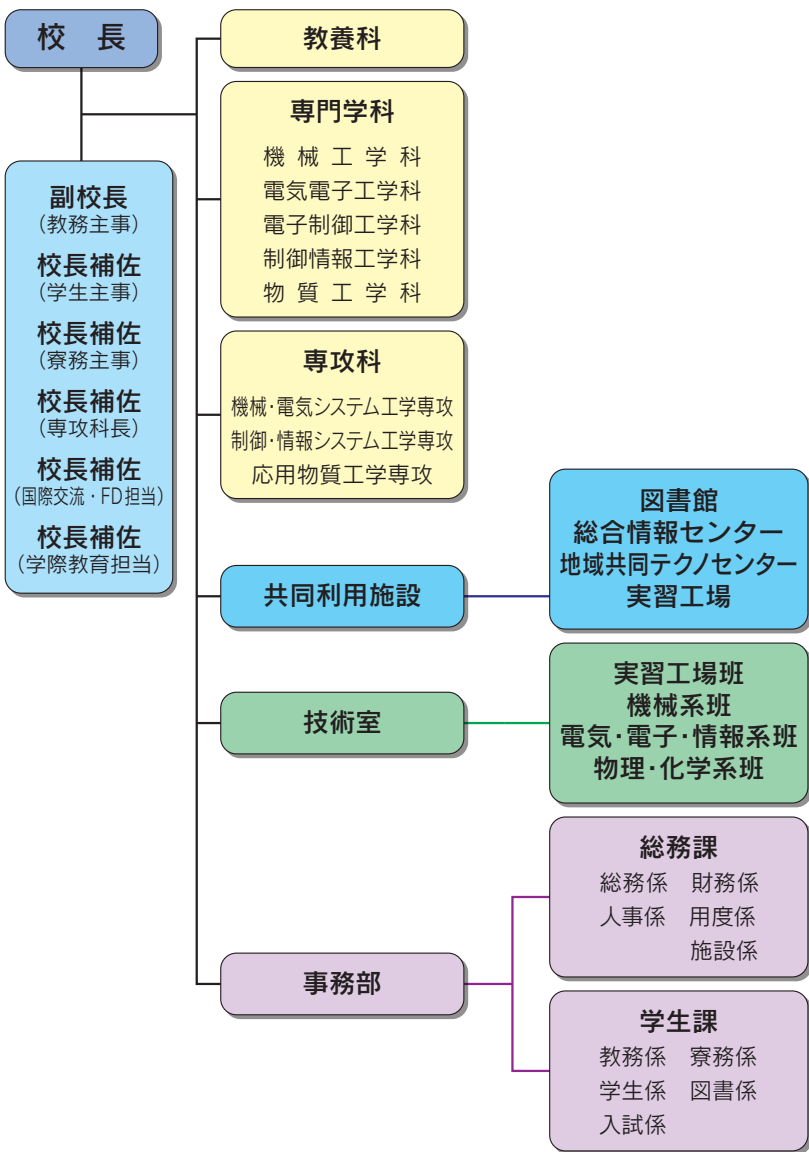 校 長
副校長
(教務主事)
校長補佐
(学生主事)
校長補佐
(寮務主事)
校長補佐
(専攻科長)
校長補佐
(国際交流・FD担当)
校長補佐
(学際教育担当)
教養科
専門学科
機械工学科
電気電子工学科
電子制御工学科
制御情報工学科
物質工学科
専攻科
機械・電気システム工学専攻
制御・情報システム工学専攻
応用物質工学専攻
共同利用施設
図書館
総合情報センター
地域共同テクノセンター
実習工場
技術室
実習工場班
機械系班
電気・電子・情報系班
物理・化学系班
事務部
総務課
総務係 財務係
人事係 用度係
施設係
学生課
教務係 寮務係
学生係 図書係
入試係